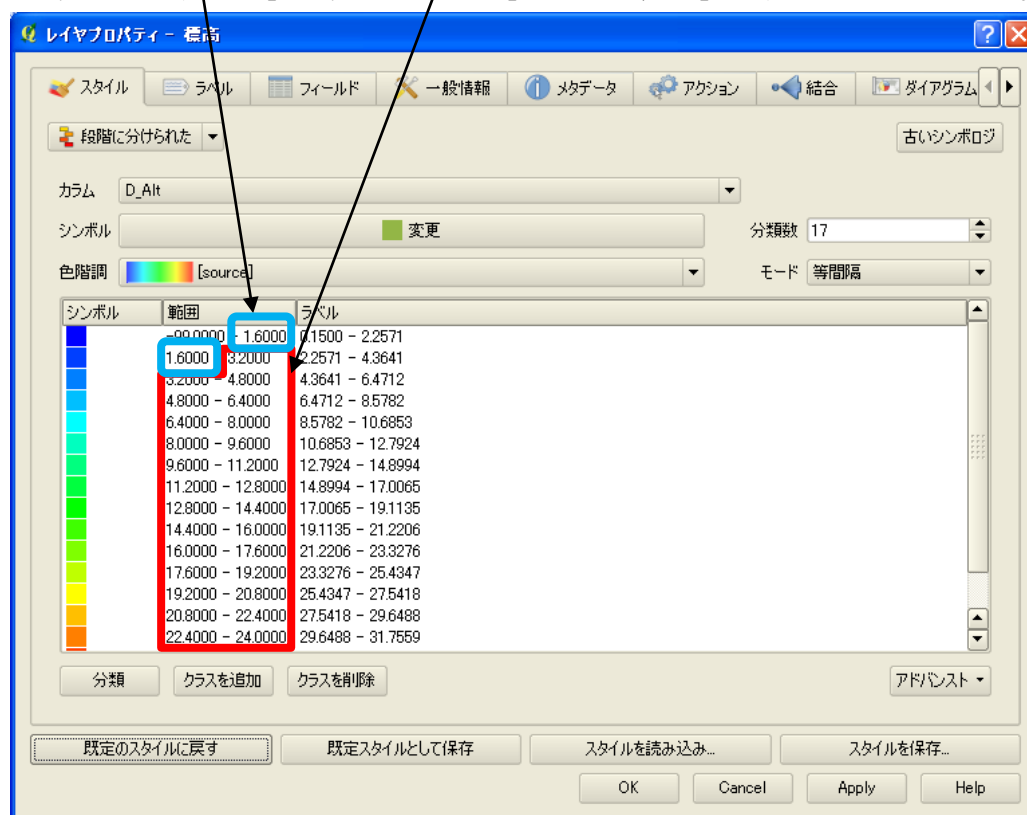 レイヤプロパティ - 標高
スタイル ラベル フィールド 一般情報 メタデータ アクション 結合 ダイアグラム
段階に分けられた 古いシンボロジ
カラム D_Alt
シンボル 変更 分類数 17
色階調 [source] モード 等間隔
シンボル 範囲 ラベル
-99.0000 - 1.6000 0.1500 - 2.2571
1.6000 3.2000 2.2571 - 4.3641
3.2000 - 4.8000 4.3641 - 6.4712
4.8000 - 6.4000 6.4712 - 8.5782
6.4000 - 8.0000 8.5782 - 10.6853
8.0000 - 9.6000 10.6853 - 12.7924
9.6000 - 11.2000 12.7924 - 14.8994
11.2000 - 12.8000 14.8994 - 17.0065
12.8000 - 14.4000 17.0065 - 19.1135
14.4000 - 16.0000 19.1135 - 21.2206
16.0000 - 17.6000 21.2206 - 23.3276
17.6000 - 19.2000 23.3276 - 25.4347
19.2000 - 20.8000 25.4347 - 27.5418
20.8000 - 22.4000 27.5418 - 29.6488
22.4000 - 24.0000 29.6488 - 31.7559
分類 クラスを追加 クラスを削除 アドバンスト
既定のスタイルに戻す 既定スタイルとして保存 スタイルを読み込み... スタイルを保存...
OK Cancel Apply Help